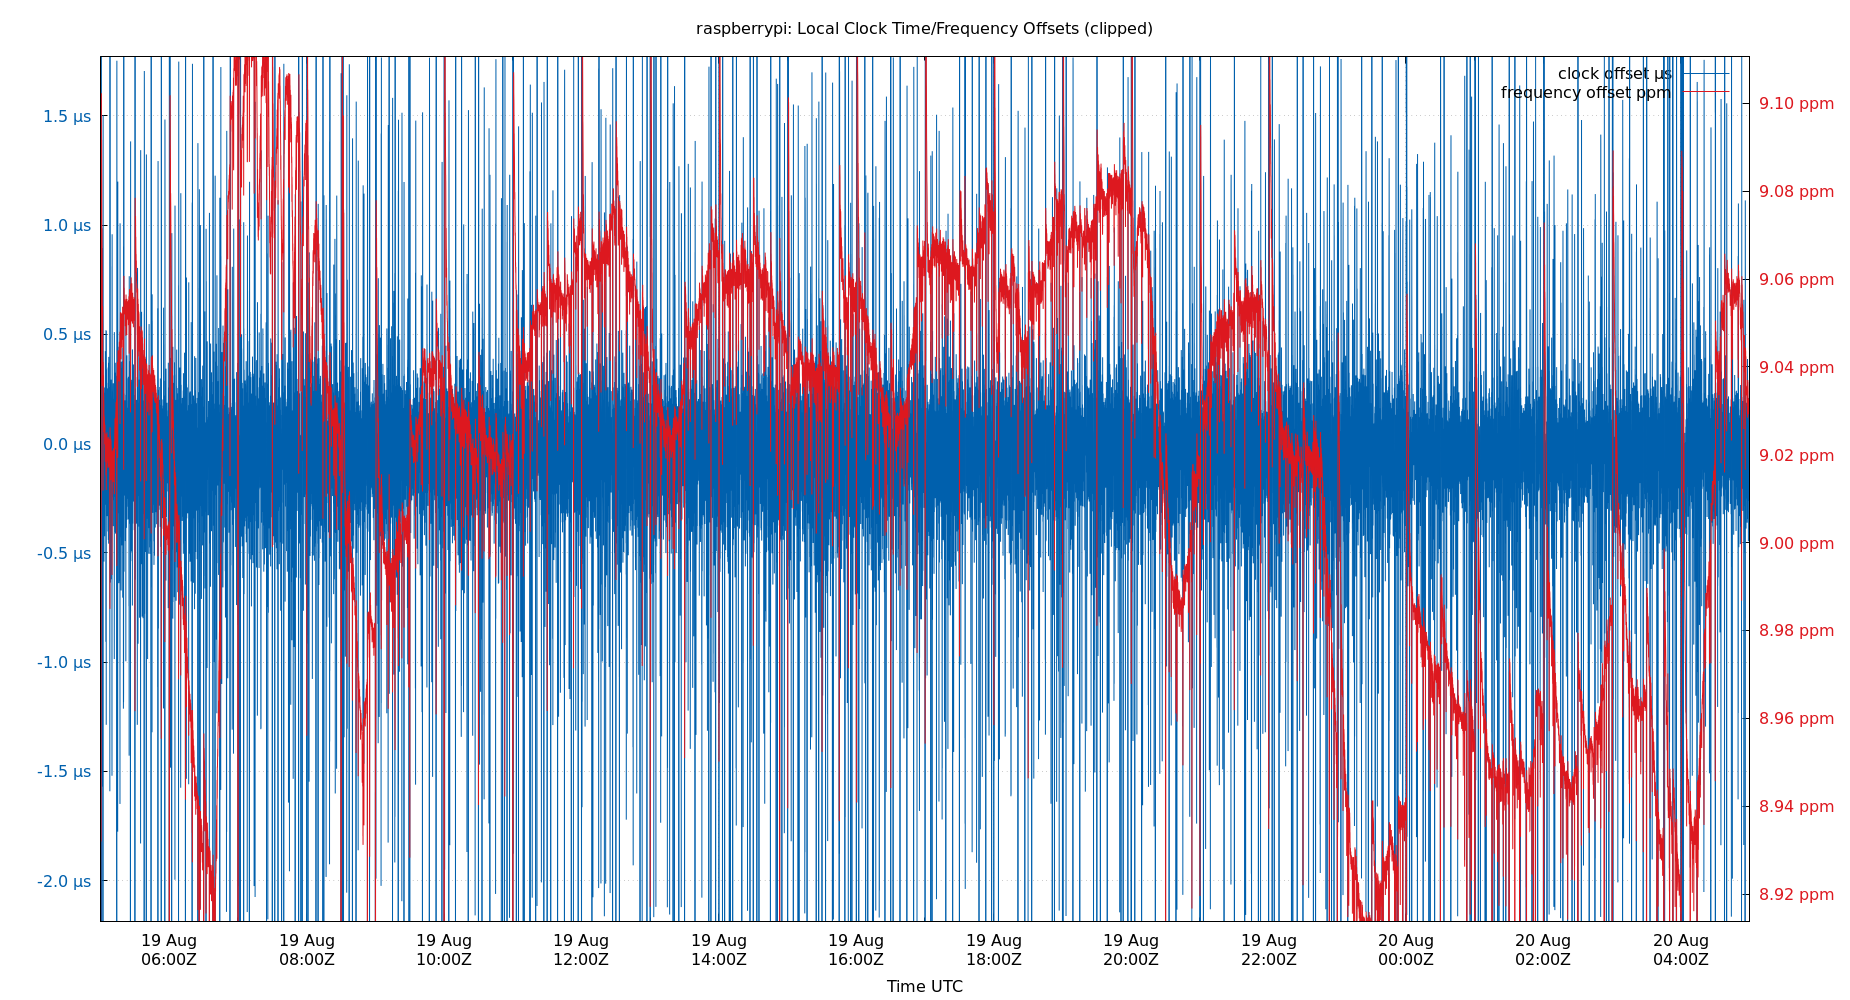 raspberrypi: Local Clock Time/Frequency Offsets (clipped)
clock offset µs
frequency offset ppm
1.5 µs
1.0 µs
0.5 µs
0.0 µs
-0.5 µs
-1.0 µs
-1.5 µs
-2.0 µs
9.10 ppm
9.08 ppm
9.06 ppm
9.04 ppm
9.02 ppm
9.00 ppm
8.98 ppm
8.96 ppm
8.94 ppm
8.92 ppm
19 Aug 19 Aug 19 Aug 19 Aug 19 Aug 19 Aug 19 Aug 19 Aug 19 Aug 20 Aug 20 Aug 20 Aug
06:00Z 08:00Z 10:00Z 12:00Z 14:00Z 16:00Z 18:00Z 20:00Z 22:00Z 00:00Z 02:00Z 04:00Z
Time UTC